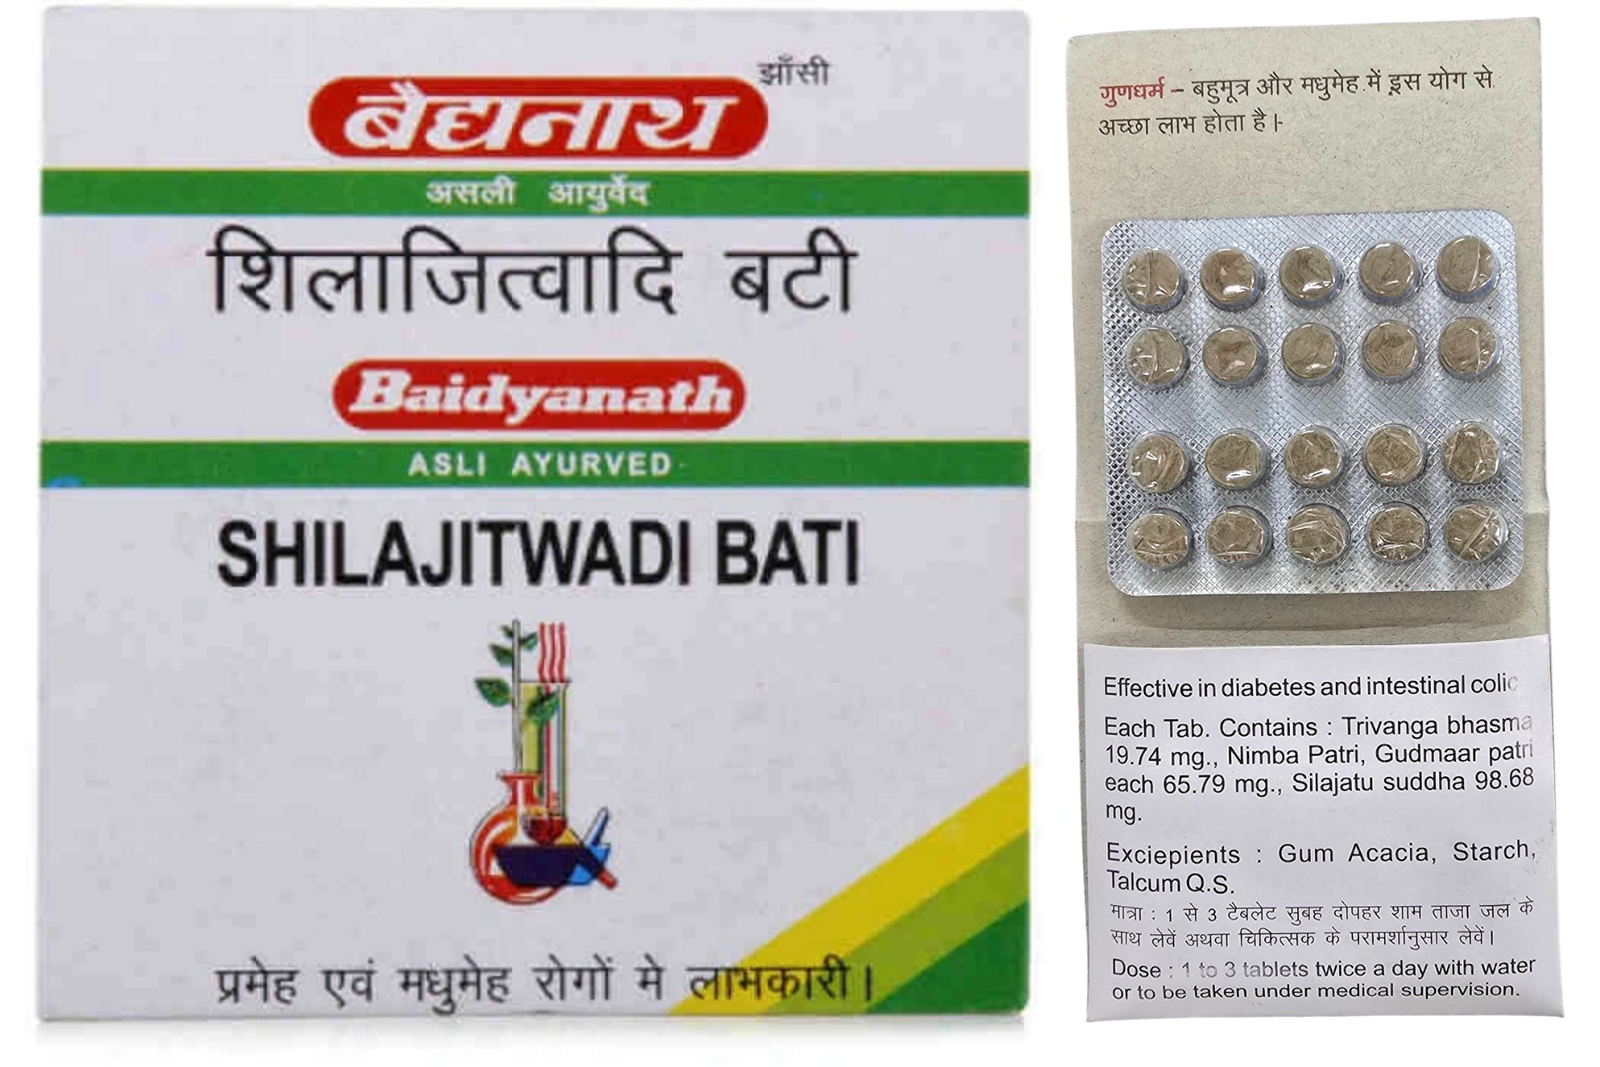 झाँसी
बैद्यनाथ
असली आयुर्वेद
शिलाजित्वादि बटी
Baidyanath
ASLI AYURVED
SHILAJITWADI BATI
प्रमेह एवं मधुमेह रोगों मे लाभकारी।
गुणधर्म – बहुमूत्र और मधुमेह में इस योग से
अच्छा लाभ होता है।-
Effective in diabetes and intestinal colic
Each Tab. Contains : Trivanga bhasma
19.74 mg., Nimba Patri, Gudmaar patri
each 65.79 mg., Silajatu suddha 98.68
mg.
Exciepients : Gum Acacia, Starch,
Talcum Q.S.
मात्रा : 1 से 3 टैबलेट सुबह दोपहर शाम ताजा जल के
साथ लेवें अथवा चिकित्सक के परामर्शानुसार लेवें।
Dose : 1 to 3 tablets twice a day with water
or to be taken under medical supervision.